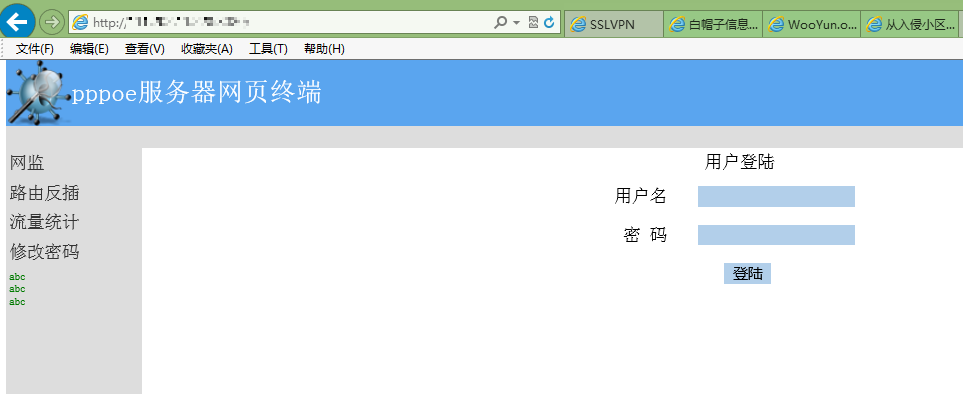 http://
SSLVPN
白帽子信息...
WooYun.o...
从入侵小区...
文件(F) 编辑(E) 查看(V) 收藏夹(A) 工具(T) 帮助(H)
pppoe服务器网页终端
网监
路由反插
流量统计
修改密码
abc
abc
abc
用户登陆
用户名
密 码
登陆